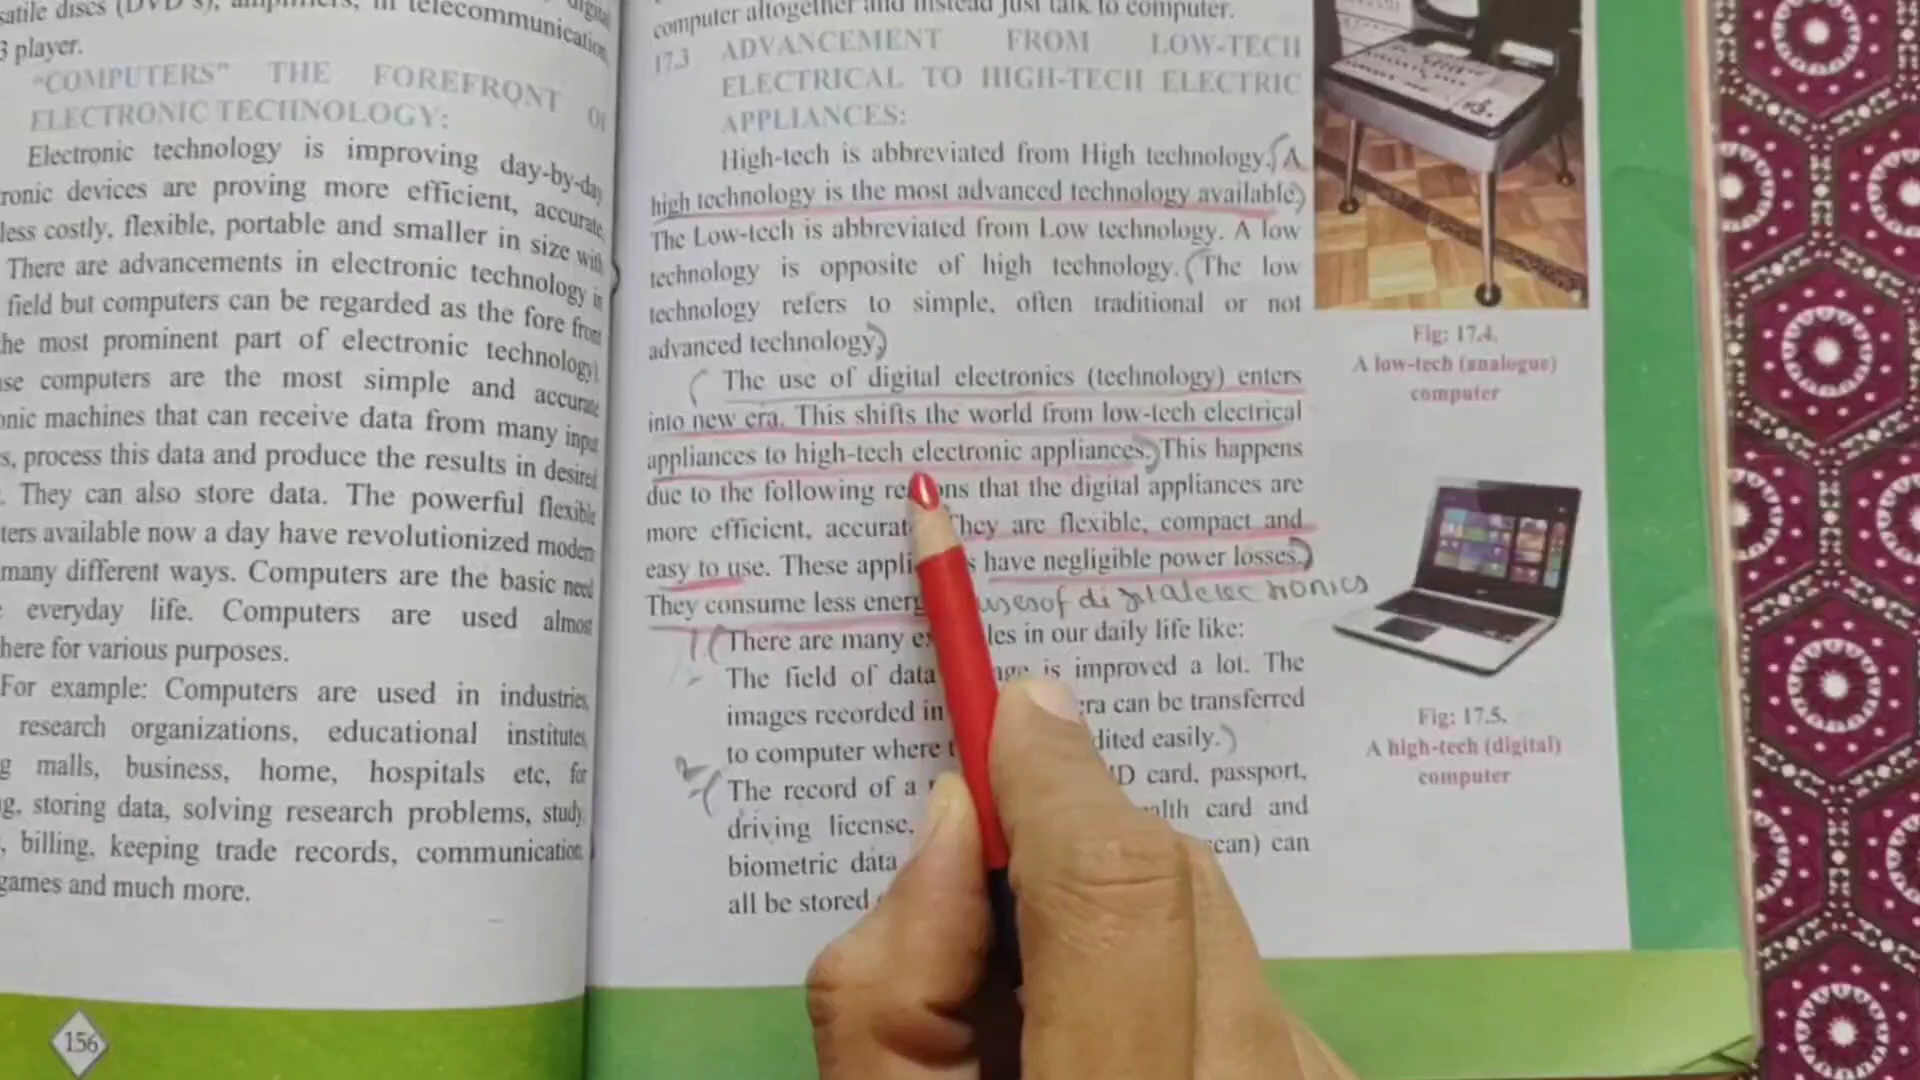 satile discs (DVD's), amplifiers, in telecommunication,
digital
3 player.
"COMPUTERS" THE FOREFRONT OF
ELECTRONIC TECHNOLOGY:
Electronic technology is improving day-by-day
ronic devices are proving more efficient, accurate,
less costly, flexible, portable and smaller in size with
There are advancements in electronic technology in
field but computers can be regarded as the fore front
he most prominent part of electronic technology).
se computers are the most simple and accurate
onic machines that can receive data from many input
s, process this data and produce the results in desired
They can also store data. The powerful flexible
ters available now a day have revolutionized modern
many different ways. Computers are the basic need
everyday life. Computers are used almost
here for various purposes.
For example: Computers are used in industries,
research organizations, educational institutes,
g malls, business, home, hospitals etc, for
g, storing data, solving research problems, study,
, billing, keeping trade records, communication,
games and much more.
156
computer altogether and instead just talk to computer.
17.3 ADVANCEMENT FROM LOW-TECH
ELECTRICAL TO HIGH-TECH ELECTRIC
APPLIANCES:
High-tech is abbreviated from High technology. (A
high technology is the most advanced technology available.)
The Low-tech is abbreviated from Low technology. A low
technology is opposite of high technology. (The low
technology refers to simple, often traditional or not
advanced technology.)
(The use of digital electronics (technology) enters
into new era. This shifts the world from low-tech electrical
appliances to high-tech electronic appliances.) This happens
due to the following re ons that the digital appliances are
more efficient, accurat They are flexible, compact and
easy to use. These appli s have negligible power losses.)
They consume less energ uses of digital electronics
1 (There are many ex les in our daily life like:
The field of data age is improved a lot. The
images recorded in era can be transferred
to computer where t dited easily.)
2 (The record of a D card, passport,
driving license, alth card and
biometric data scan) can
all be stored
Fig: 17.4.
A low-tech (analogue)
computer
Fig: 17.5.
A high-tech (digital)
computer